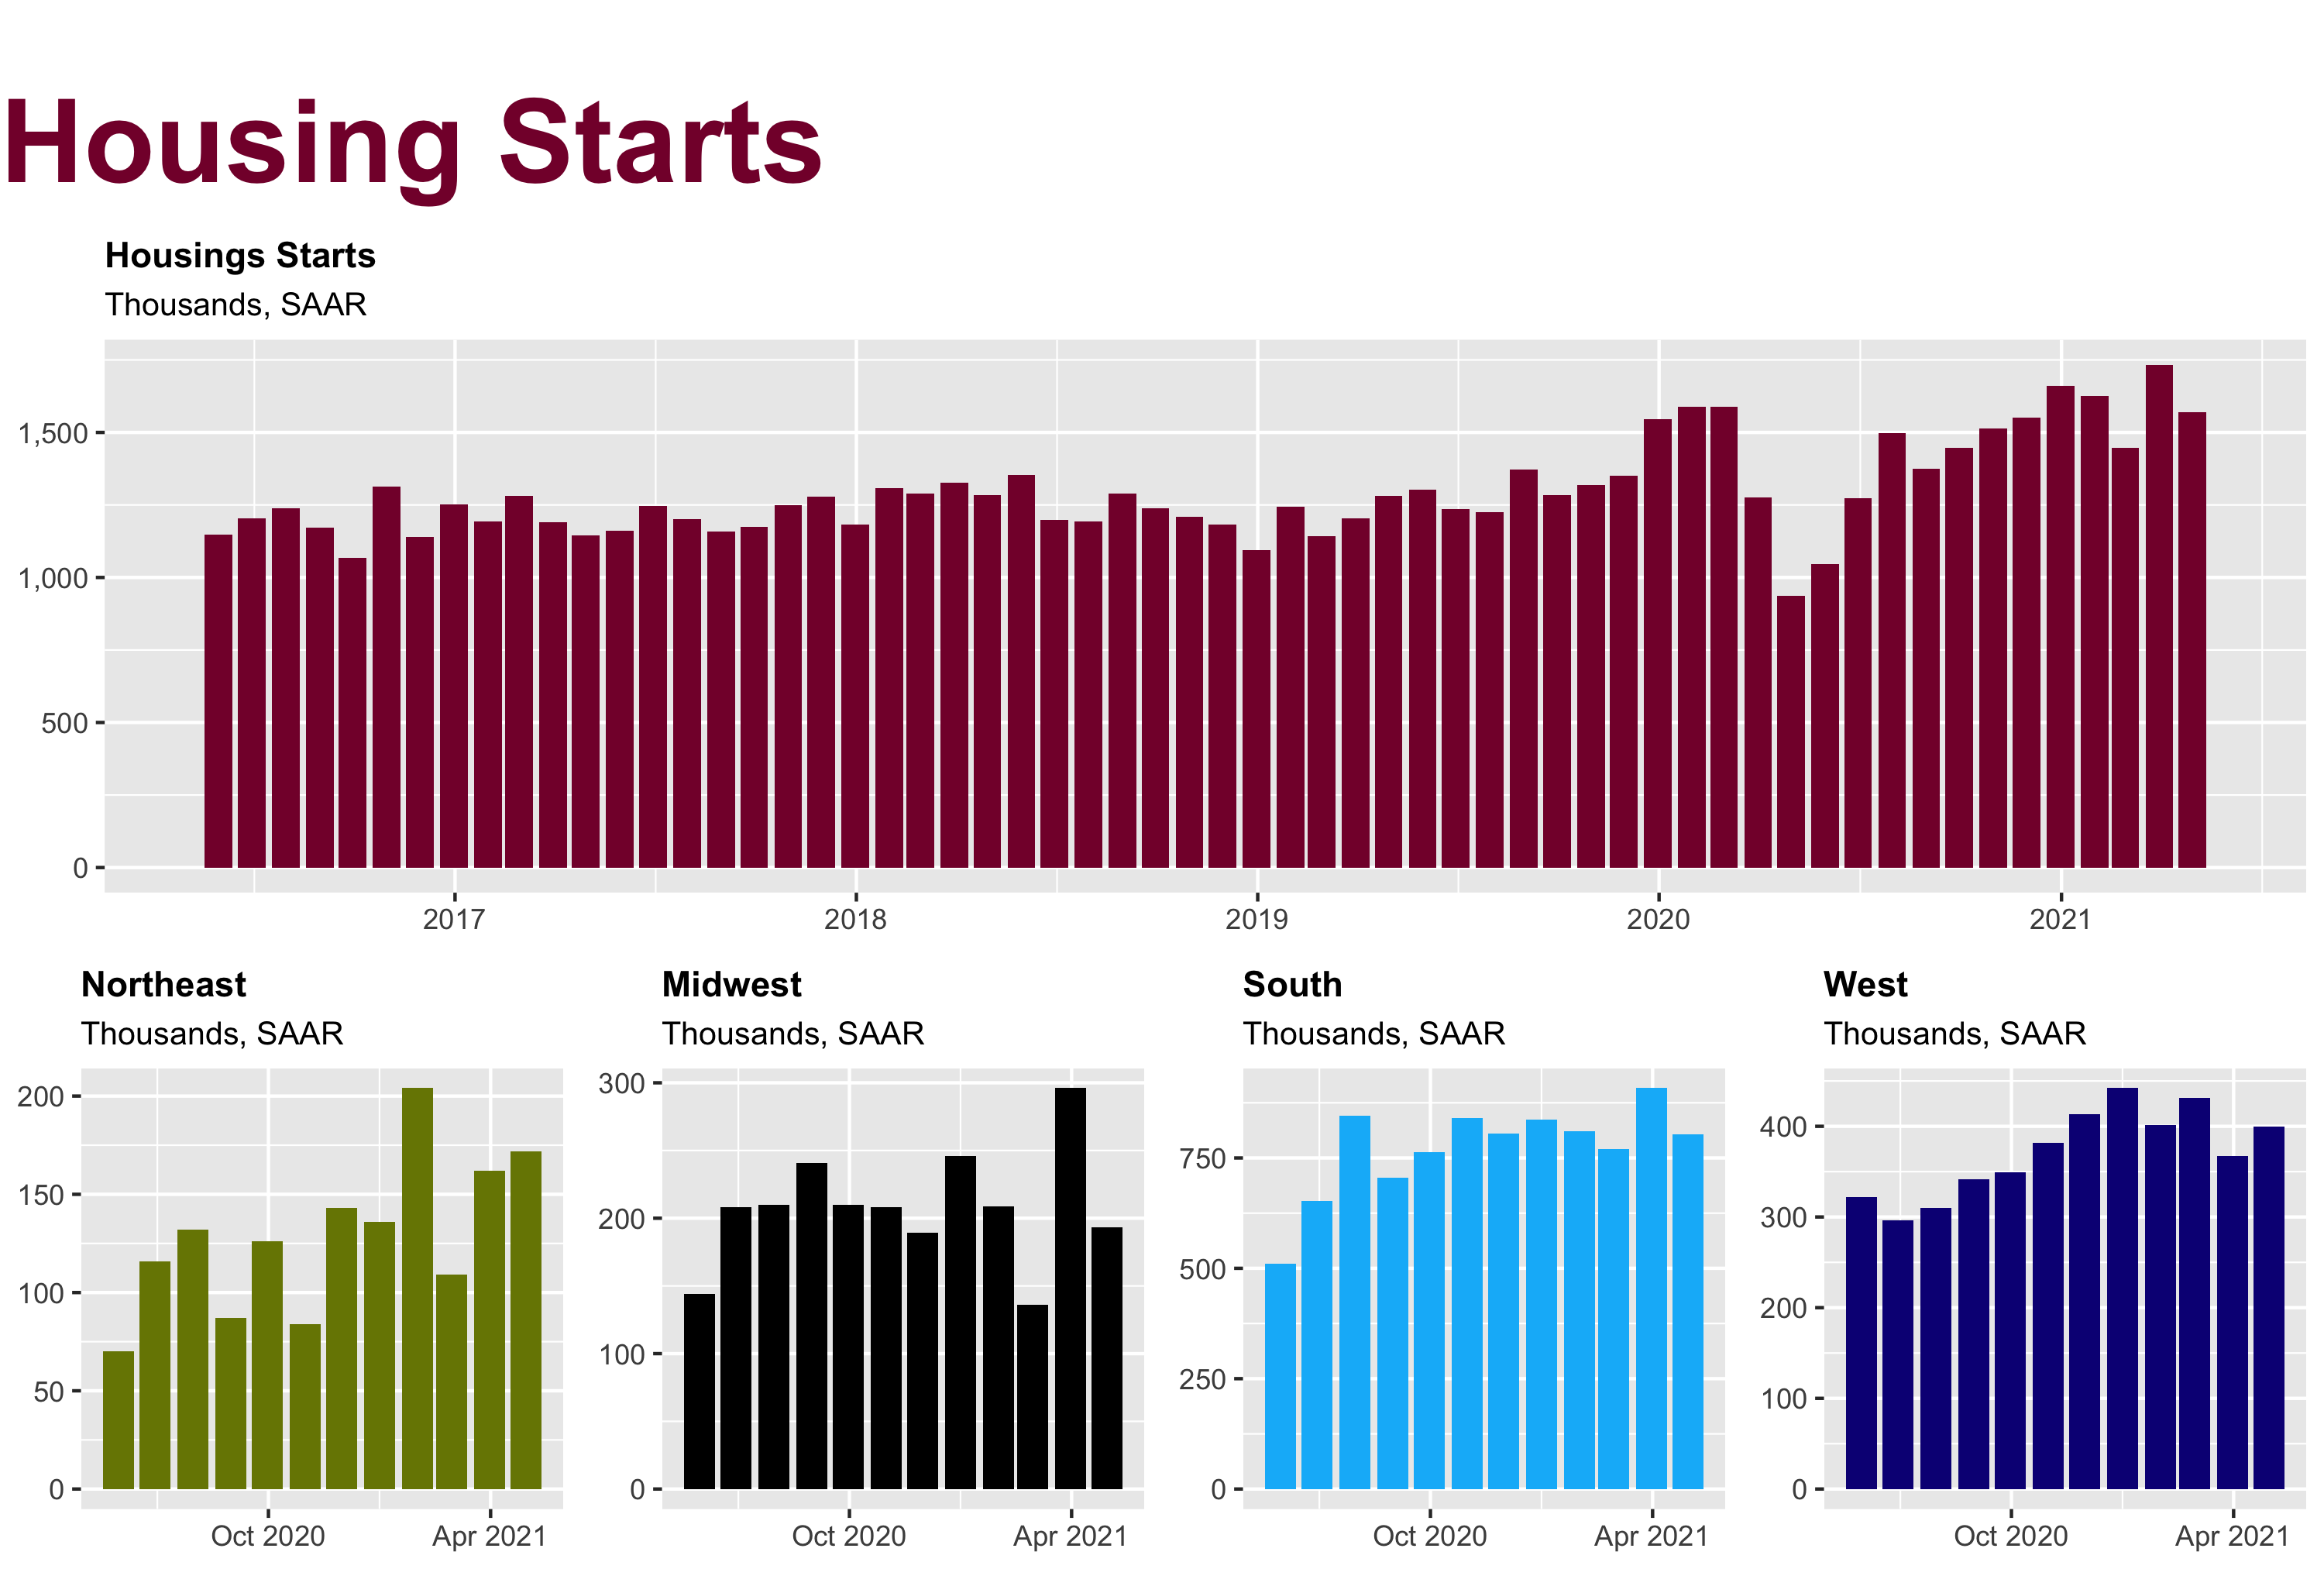 Housing Starts
Housings Starts
Thousands, SAAR
1,500
1,000
500
0
2017 2018 2019 2020 2021
Northeast
Thousands, SAAR
200
150
100
50
0
Oct 2020 Apr 2021
Midwest
Thousands, SAAR
300
200
100
0
Oct 2020 Apr 2021
South
Thousands, SAAR
750
500
250
0
Oct 2020 Apr 2021
West
Thousands, SAAR
400
300
200
100
0
Oct 2020 Apr 2021